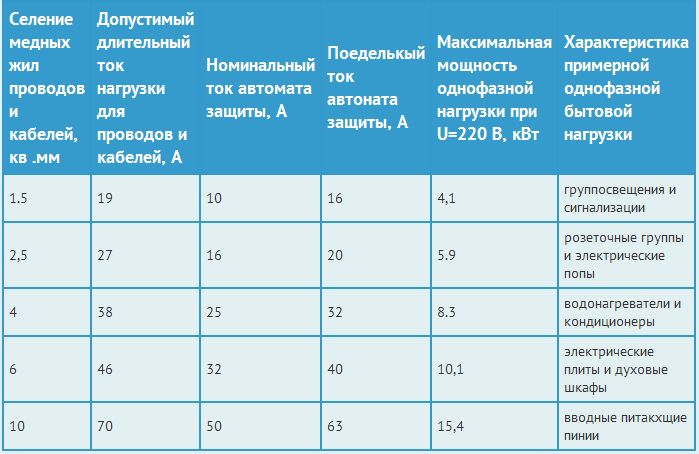 Селение
медных
жил
проводов
и
кабелей,
кв .мм
Допустимый
длительный
ток
нагрузки
для
проводов и
кабелей, А
Номинальный
ток автомата
защиты, А
Поеделькый
ток
автоната
защиты, А
Максимальная
мощность
однофазной
нагрузки при
U=220 В, кВт
Характеристика
примерной
однофазной
бытовой
нагрузки
1.5
19
10
16
4,1
группосвещения и
сигнализации
2,5
27
16
20
5.9
розеточные группы
и электрические
попы
4
38
25
32
8.3
водонагреватели и
кондиционеры
6
46
32
40
10,1
электрические
плиты и духовые
шкафы
10
70
50
63
15,4
вводные питакхщие
пинии